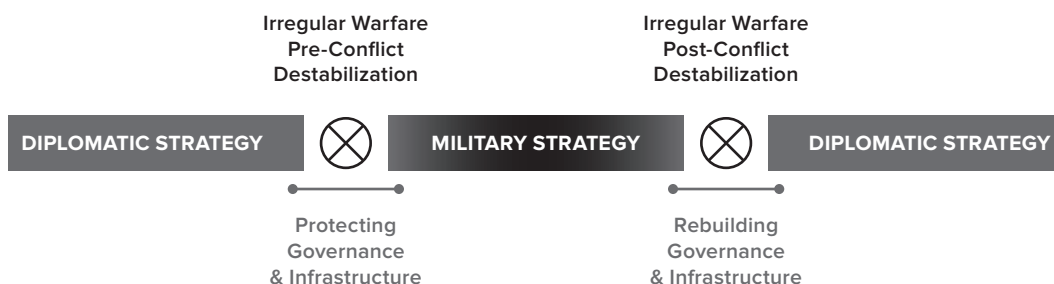 Irregular Warfare
Pre-Conflict
Destabilization
Irregular Warfare
Post-Conflict
Destabilization
DIPLOMATIC STRATEGY
MILITARY STRATEGY
DIPLOMATIC STRATEGY
Protecting
Governance
& Infrastructure
Rebuilding
Governance
& Infrastructure